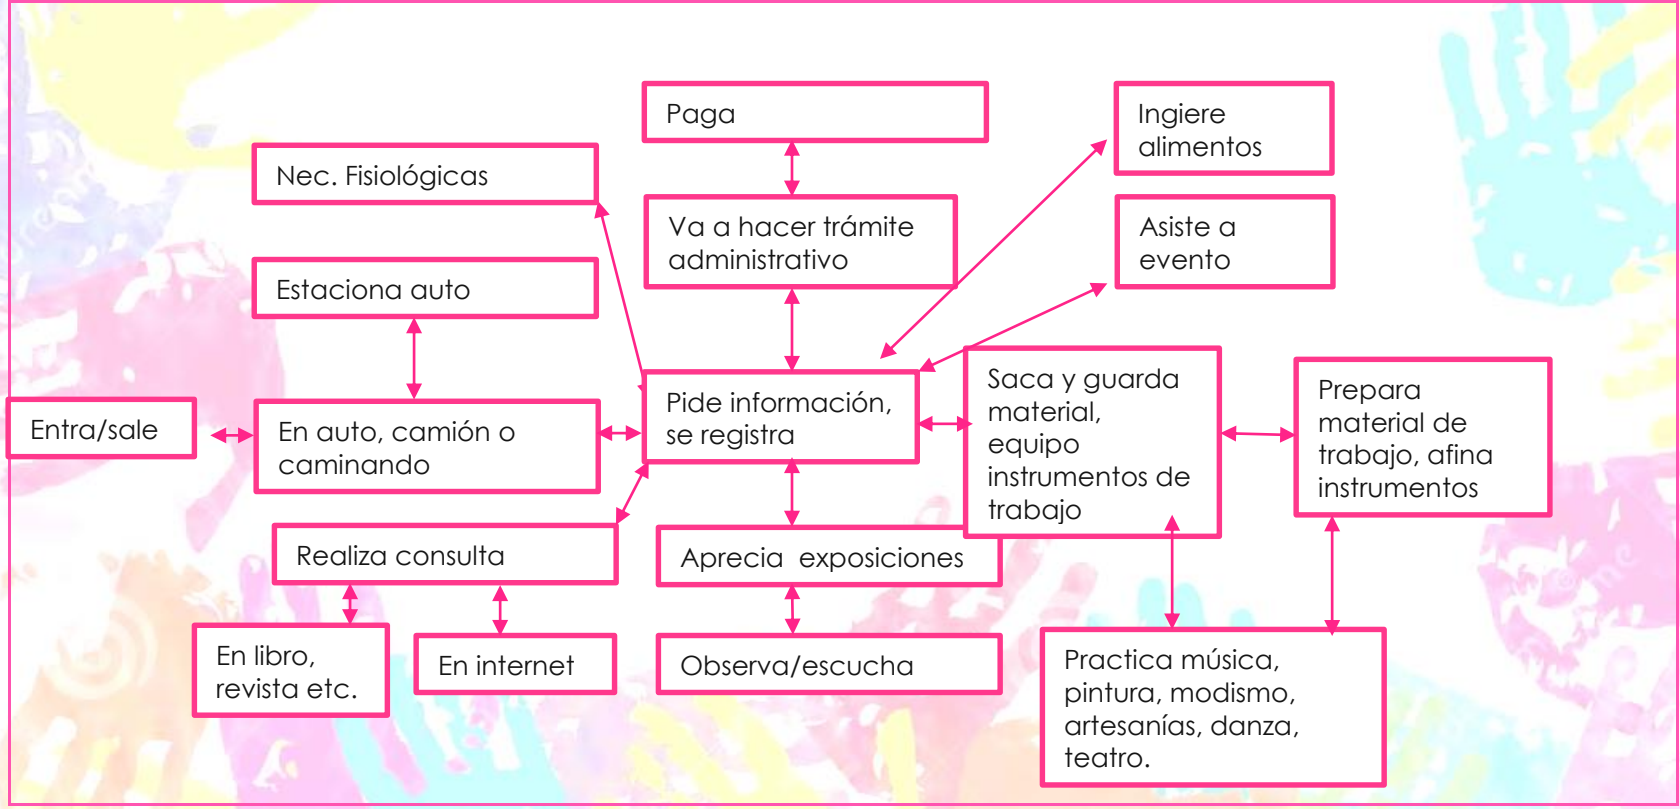 Paga
Ingiere
alimentos
Nec. Fisiológicas
Va a hacer trámite
administrativo
Asiste a
evento
Estaciona auto
Entra/sale
En auto, camión o
caminando
Pide información,
se registra
Saca y guarda
material,
equipo
instrumentos de
trabajo
Prepara
material de
trabajo, afina
instrumentos
Realiza consulta
Aprecia  exposiciones
En libro,
revista etc.
En internet
Observa/escucha
Practica música,
pintura, modismo,
artesanías, danza,
teatro.